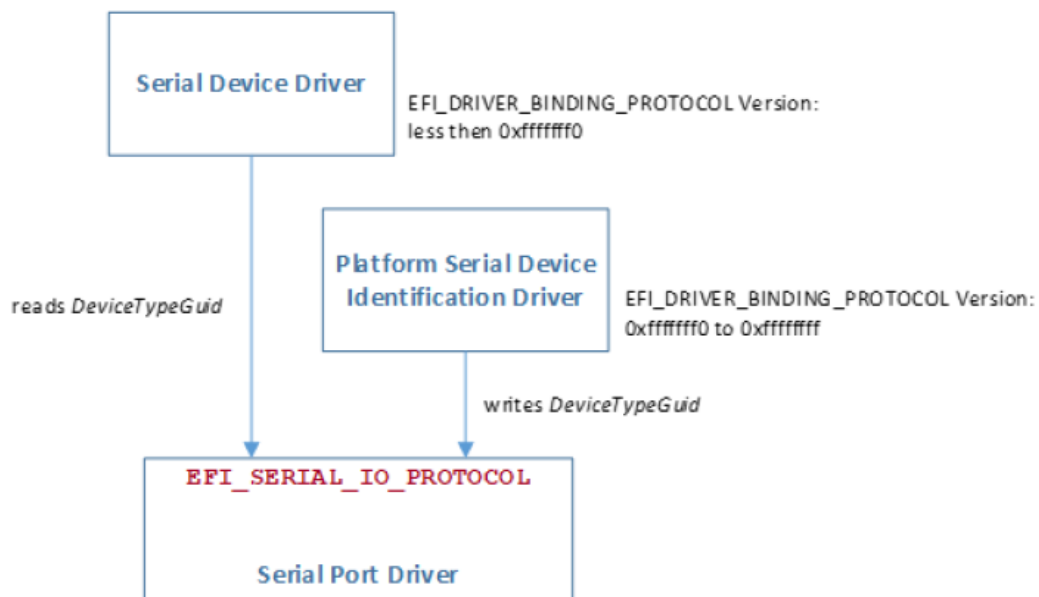 Serial Device Driver
EFI_DRIVER_BINDING_PROTOCOL Version:
less then 0xfffffff0
Platform Serial Device
Identification Driver
EFI_DRIVER_BINDING_PROTOCOL Version:
0xfffffff0 to 0xffffffff
reads DeviceTypeGuid
writes DeviceTypeGuid
EFI_SERIAL_IO_PROTOCOL
Serial Port Driver